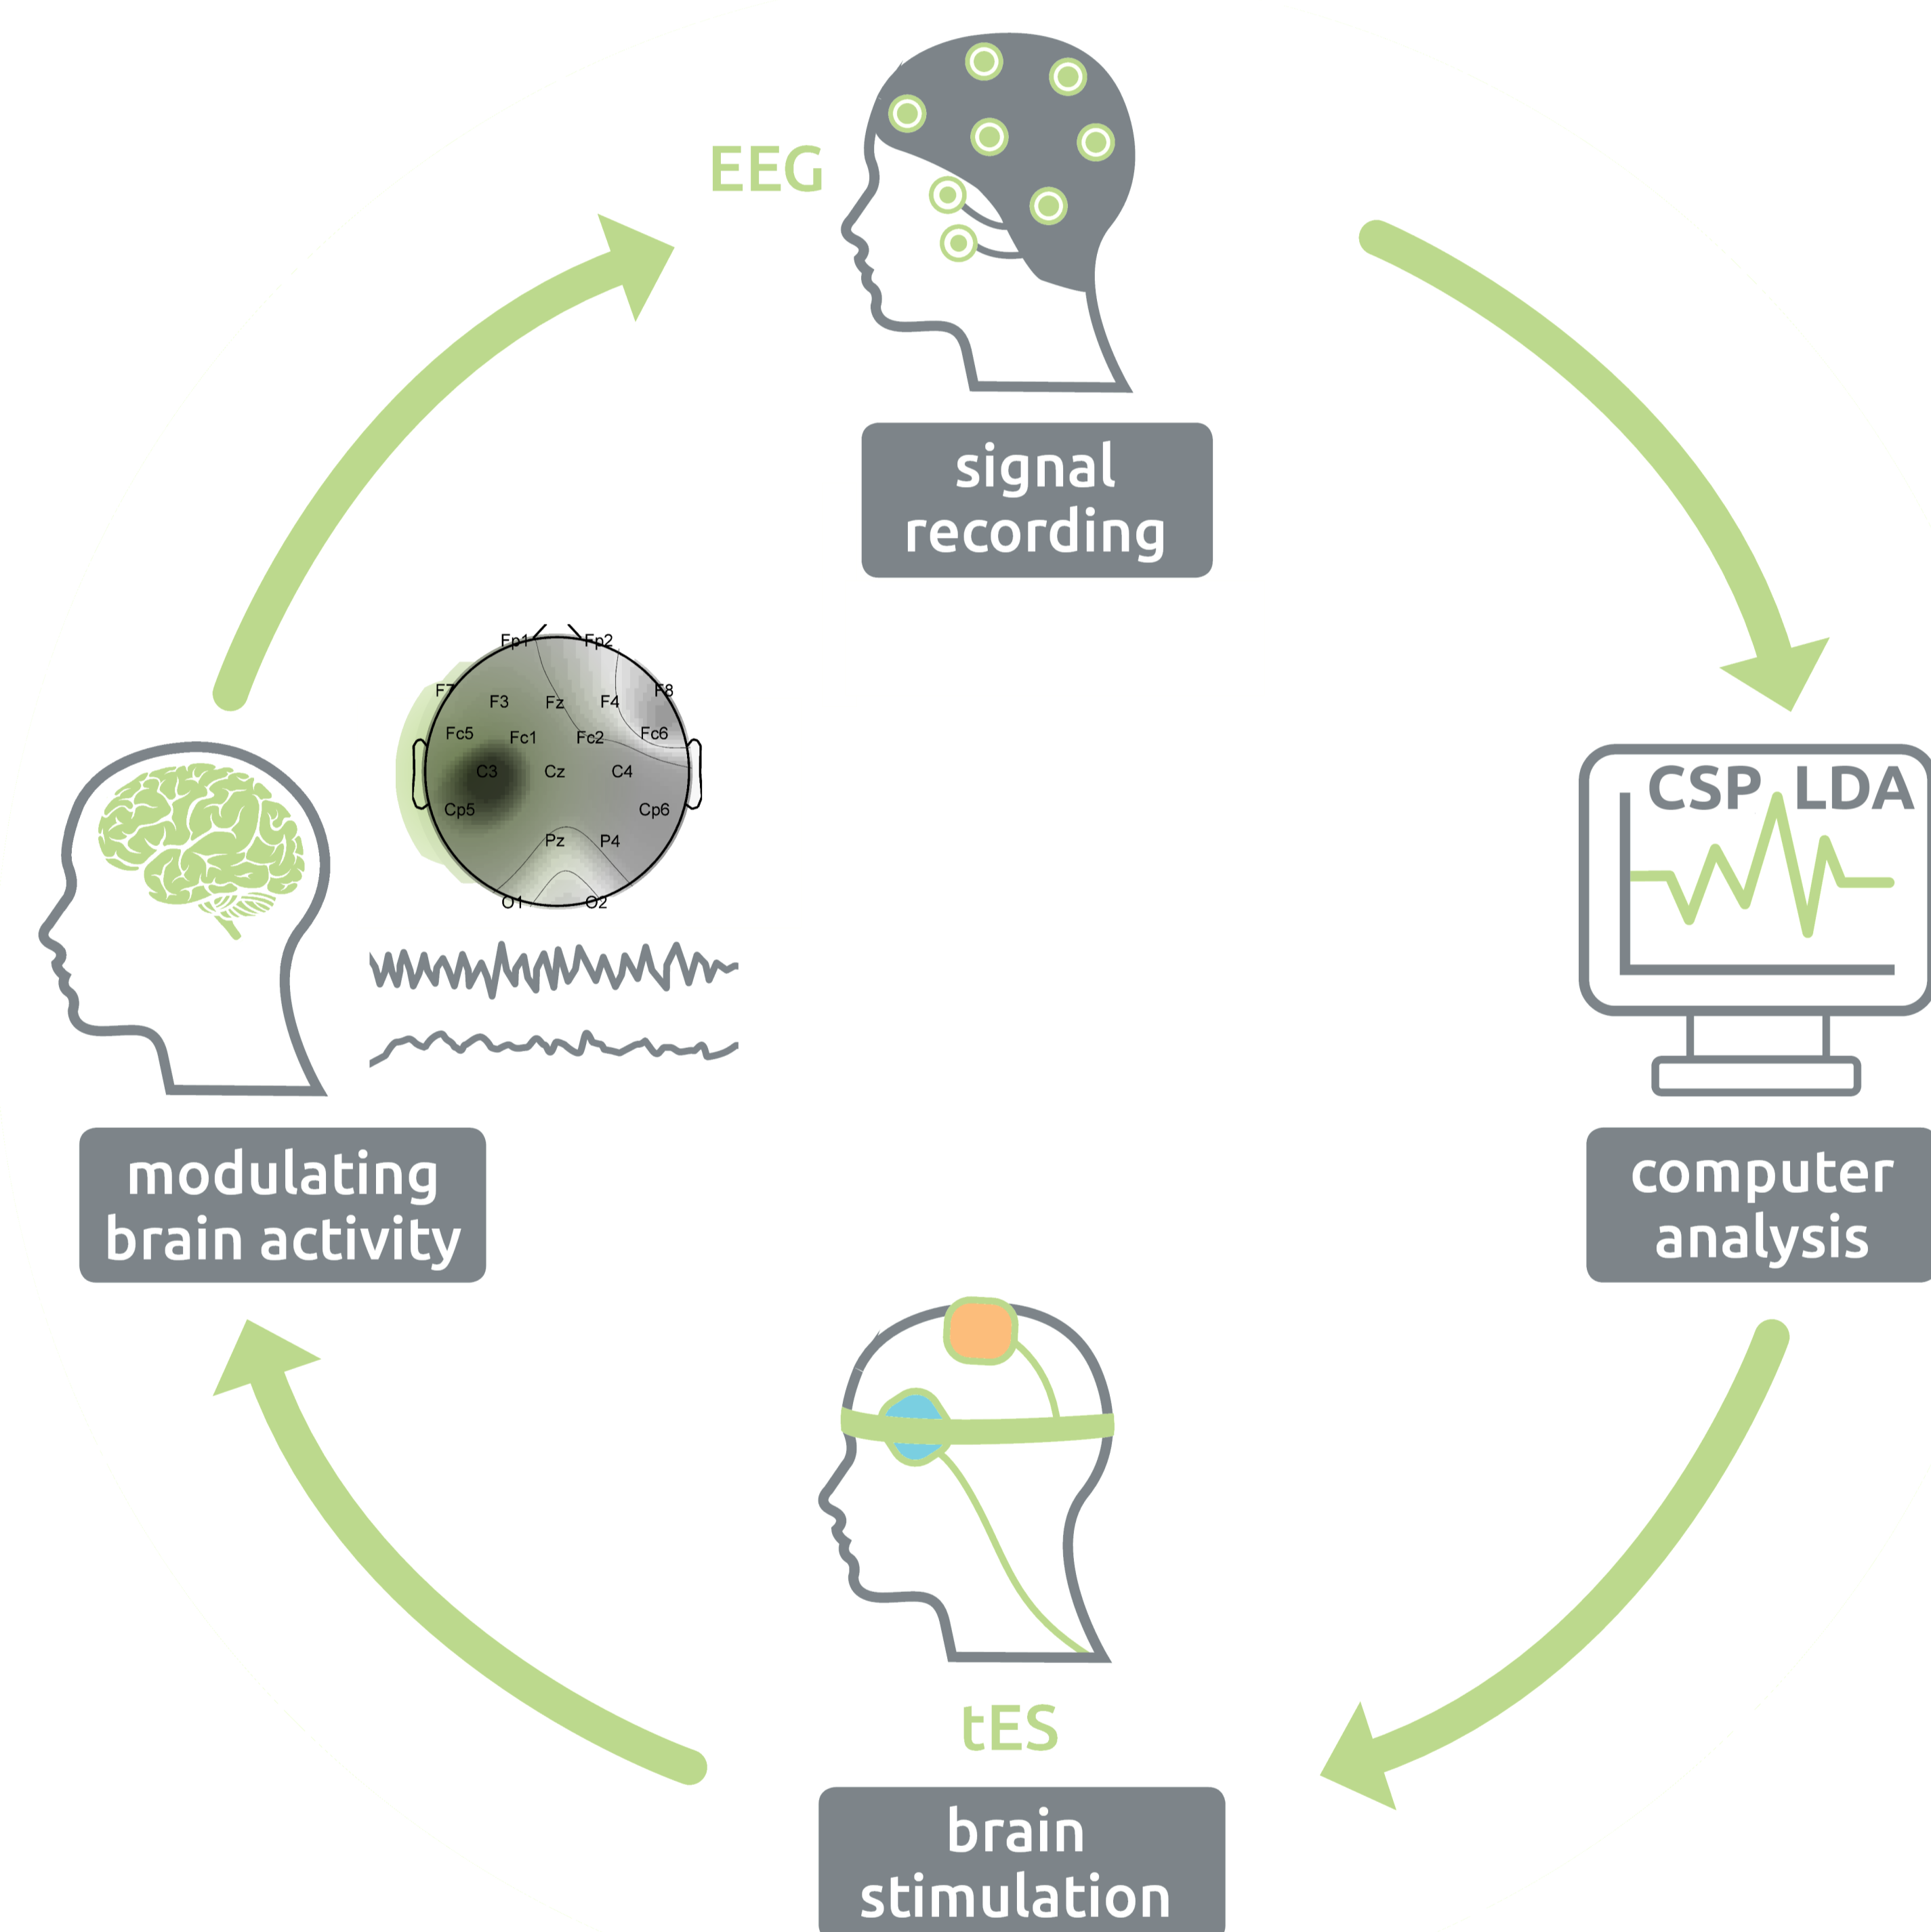 EEG
signal
recording
Fp1 Fp2
F7 F3 Fz F4 F8
Fc5 Fc1 Fc2 Fc6
C3 Cz C4
Cp5 Cp6
Pz P4
O1 O2
CSP LDA
modulating
brain activity
computer
analysis
tES
brain
stimulation